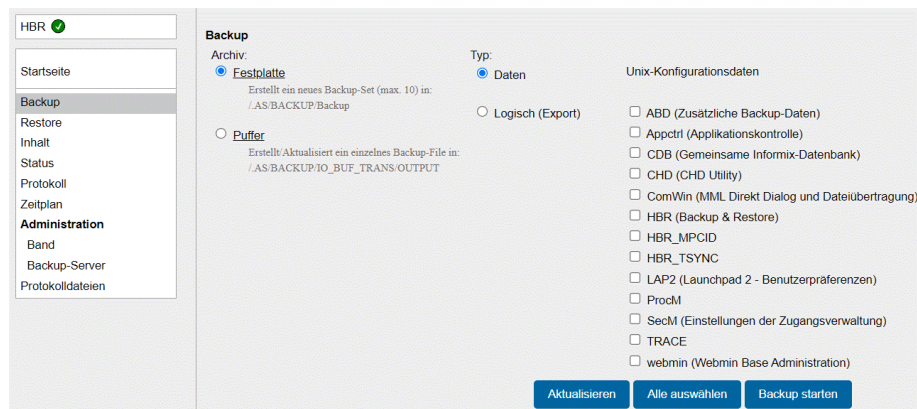 HBR
Startseite
Backup
Restore
Inhalt
Status
Protokoll
Zeitplan
Administration
Band
Backup-Server
Protokolldateien
Backup
Archiv:
Festplatte
Erstellt ein neues Backup-Set (max. 10) in:
/.AS/BACKUP/Backup
Puffer
Erstellt/Aktualisiert ein einzelnes Backup-File in:
/.AS/BACKUP/IO_BUF_TRANS/OUTPUT
Typ:
Daten
Logisch (Export)
Unix-Konfigurationsdaten
ABD (Zusätzliche Backup-Daten)
Appctrl (Applikationskontrolle)
CDB (Gemeinsame Informix-Datenbank)
CHD (CHD Utility)
ComWin (MML Direkt Dialog und Dateiübertragung)
HBR (Backup & Restore)
HBR_MPCID
HBR_TSYNC
LAP2 (Launchpad 2 - Benutzerpräferenzen)
ProcM
SecM (Einstellungen der Zugangsverwaltung)
TRACE
webmin (Webmin Base Administration)
Aktualisieren
Alle auswählen
Backup starten